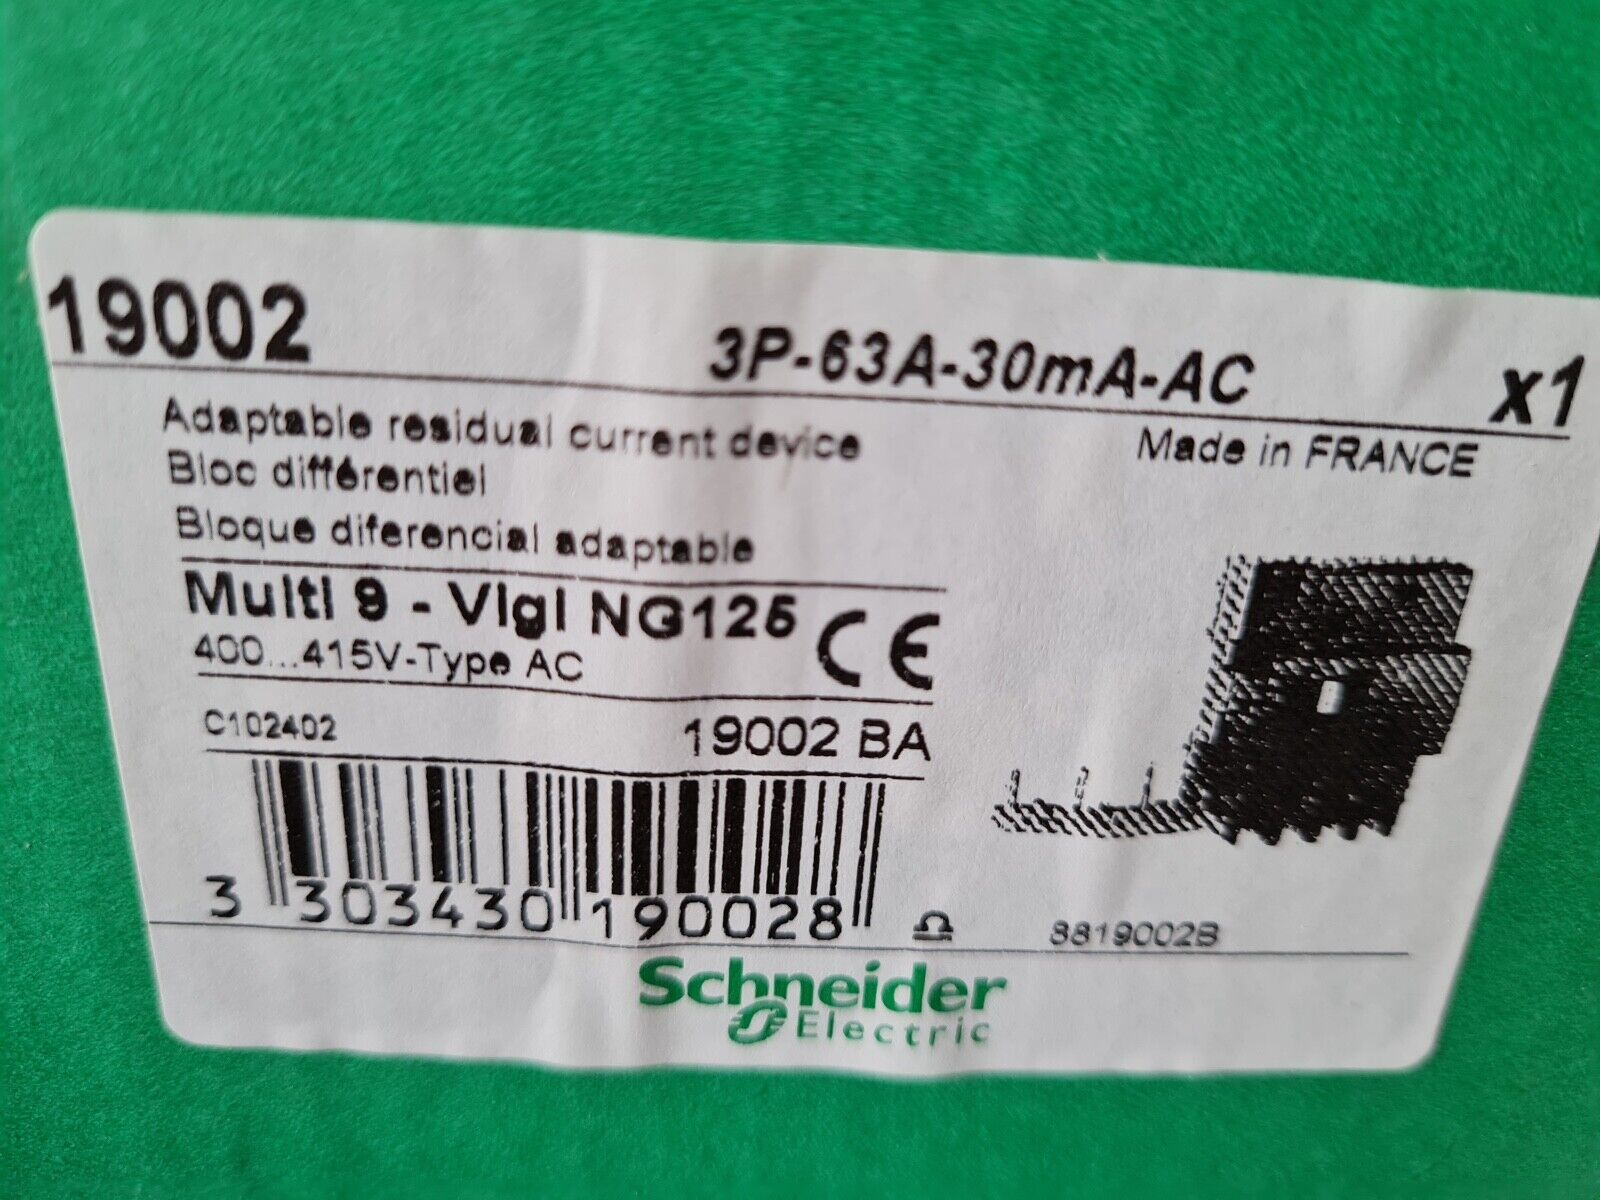 19002 3P-63A-30mA-AC x1
Adaptable residual current device Made in FRANCE
Bloc différentiel
Bloque diferencial adaptable
Multi 9 - Vigi NG125 CE
400...415V-Type AC
C102402 19002 BA
3 303430 190028 8819002B
Schneider
Electric